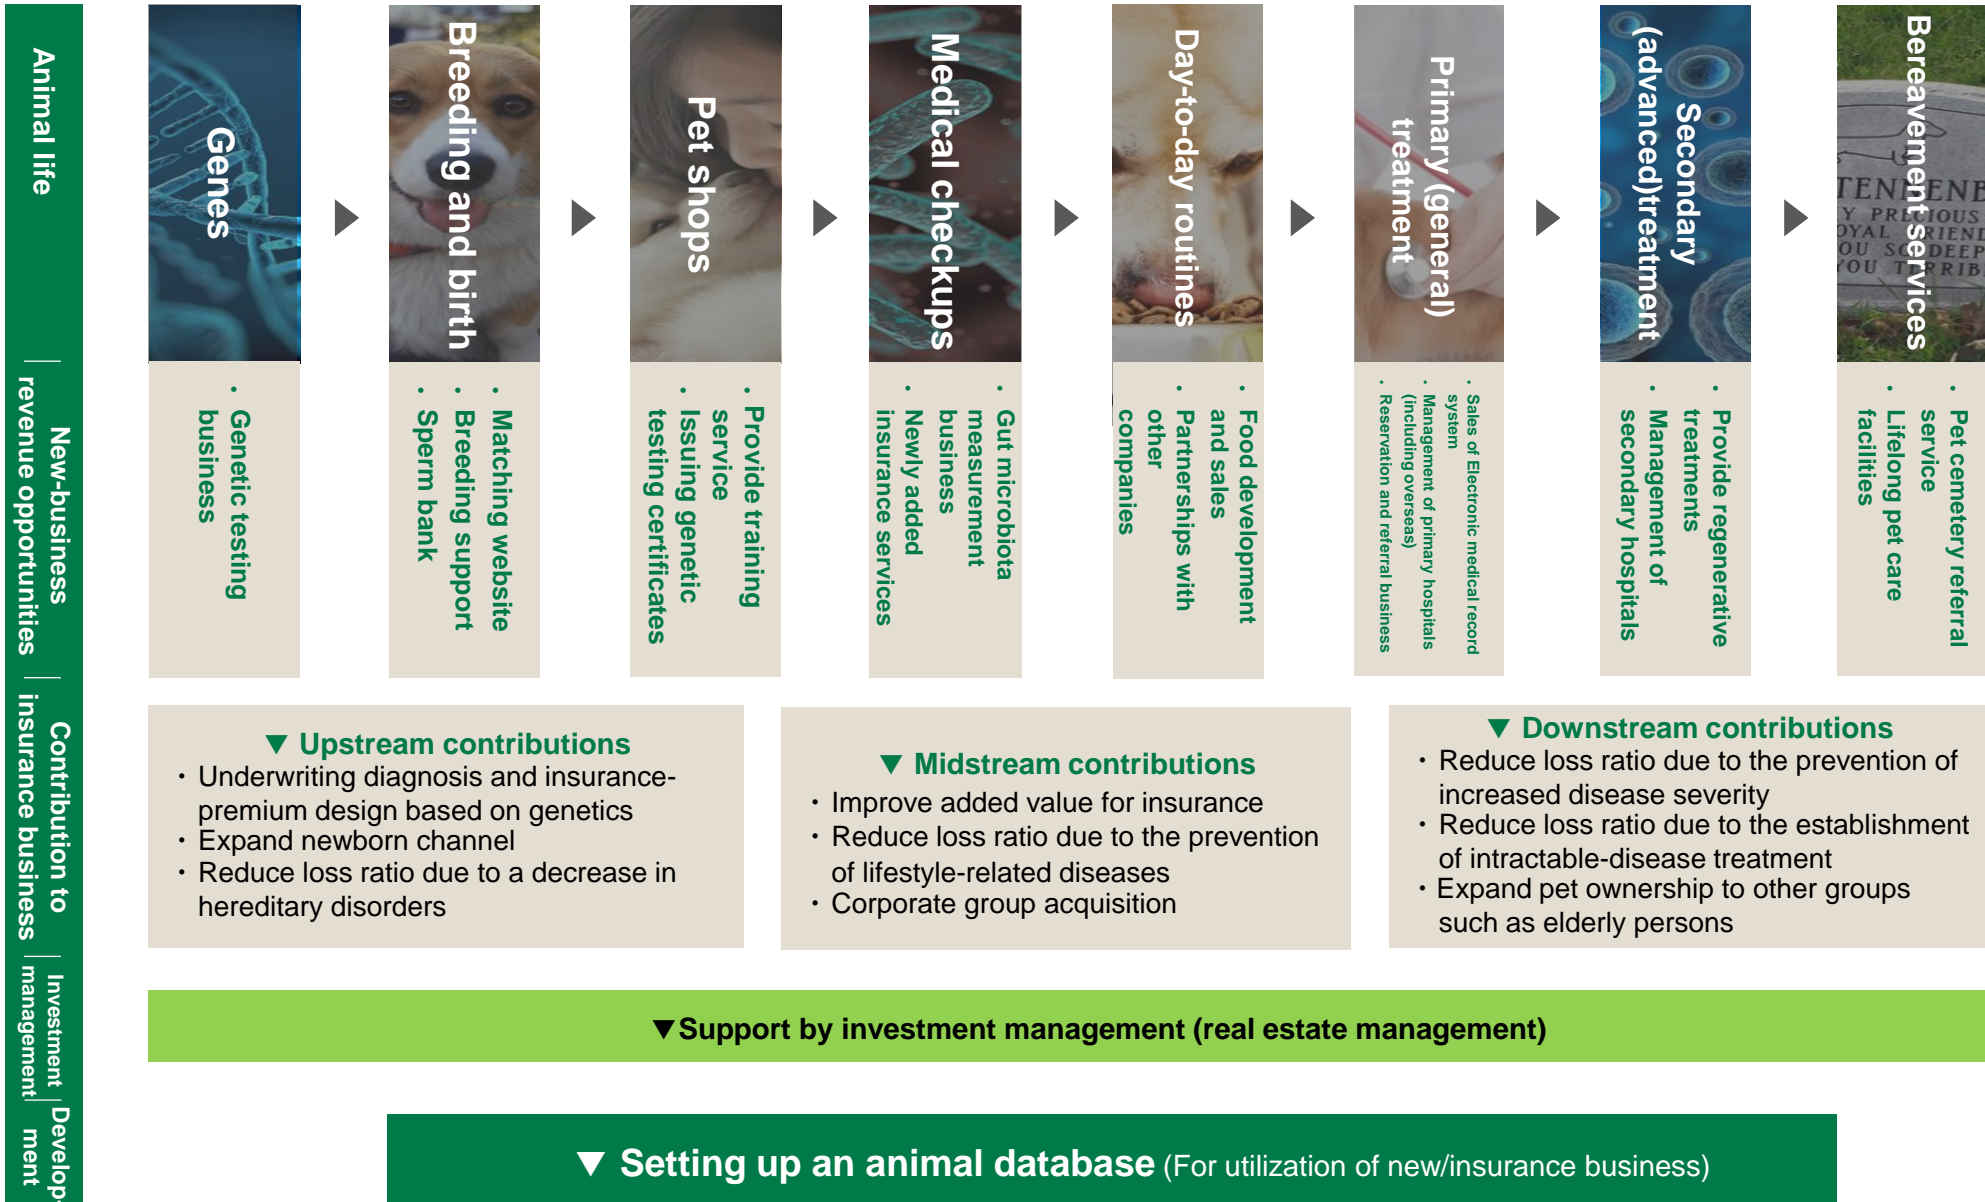 Animal life
New-business
revenue opportunities
Contribution to
insurance business
Investment
management
Develop-
ment
Genes
Breeding and birth
Pet shops
Medical checkups
Day-to-day routines
Primary (general)
treatment
Secondary
(advanced)treatment
Bereavement services
TENNENB
Y PRECIOUS
OYAL FRIEND
OU SO DEEP
YOU TERRIB
・Genetic testing
business
・Matching website
・Breeding support
・Sperm bank
・Provide training
service
・Issuing genetic
testing certificates
・Gut microbiota
measurement
business
・Newly added
insurance services
・Food development
and sales
・Partnerships with
other
companies
・Sales of Electronic medical record
system
・Management of primary hospitals
(including overseas)
・Reservation and referral business
・Provide regenerative
treatments
・Management of
secondary hospitals
・Pet cemetery referral
service
・Lifelong pet care
facilities
▼ Upstream contributions
・Underwriting diagnosis and insurance-
premium design based on genetics
・Expand newborn channel
・Reduce loss ratio due to a decrease in
hereditary disorders
▼ Midstream contributions
・Improve added value for insurance
・Reduce loss ratio due to the prevention
of lifestyle-related diseases
・Corporate group acquisition
▼ Downstream contributions
・Reduce loss ratio due to the prevention of
increased disease severity
・Reduce loss ratio due to the establishment
of intractable-disease treatment
・Expand pet ownership to other groups
such as elderly persons
▼Support by investment management (real estate management)
▼ Setting up an animal database (For utilization of new/insurance business)